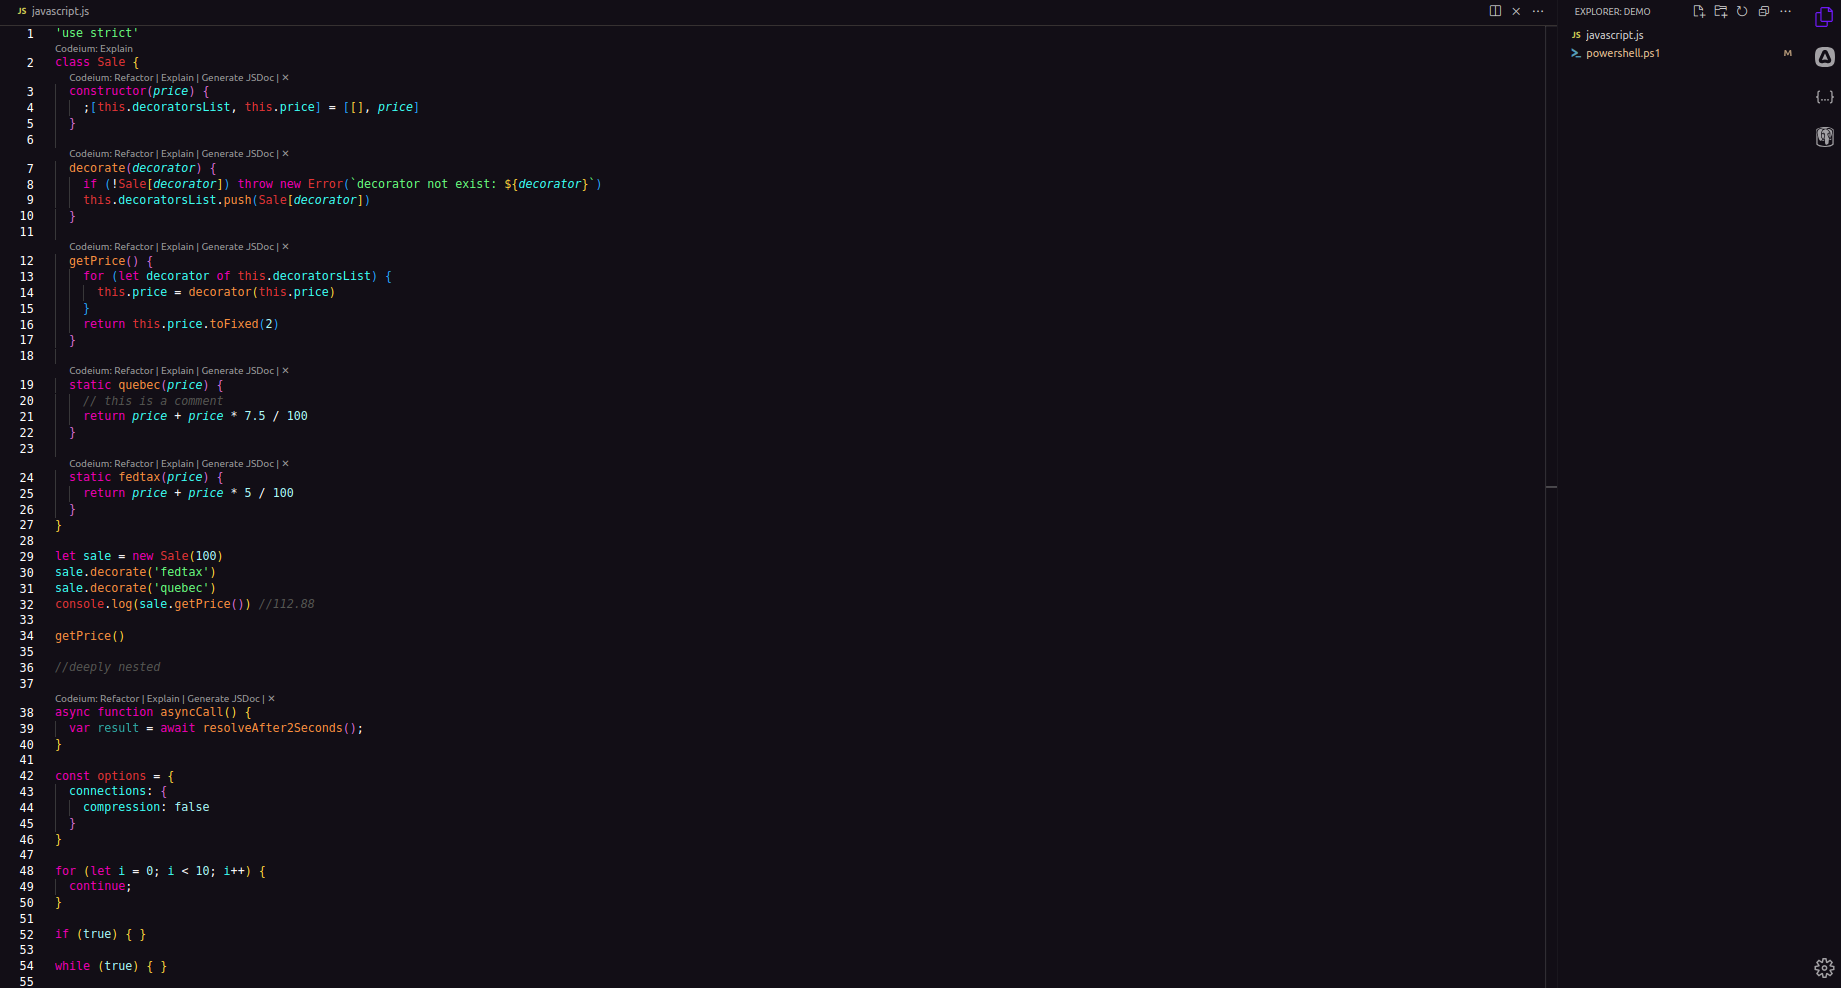 JS javascript.js
1 'use strict'
Codeium: Explain
2 class Sale {
Codeium: Refactor | Explain | Generate JSDoc | ✕
3 constructor(price) {
4 ;[this.decoratorsList, this.price] = [[], price]
5 }
6
Codeium: Refactor | Explain | Generate JSDoc | ✕
7 decorate(decorator) {
8 if (!Sale[decorator]) throw new Error(`decorator not exist: ${decorator}`)
9 this.decoratorsList.push(Sale[decorator])
10 }
11
Codeium: Refactor | Explain | Generate JSDoc | ✕
12 getPrice() {
13 for (let decorator of this.decoratorsList) {
14 this.price = decorator(this.price)
15 }
16 return this.price.toFixed(2)
17 }
18
Codeium: Refactor | Explain | Generate JSDoc | ✕
19 static quebec(price) {
20 // this is a comment
21 return price + price * 7.5 / 100
22 }
23
Codeium: Refactor | Explain | Generate JSDoc | ✕
24 static fedtax(price) {
25 return price + price * 5 / 100
26 }
27 }
28
29 let sale = new Sale(100)
30 sale.decorate('fedtax')
31 sale.decorate('quebec')
32 console.log(sale.getPrice()) //112.88
33
34 getPrice()
35
36 //deeply nested
37
Codeium: Refactor | Explain | Generate JSDoc | ✕
38 async function asyncCall() {
39 var result = await resolveAfter2Seconds();
40 }
41
42 const options = {
43 connections: {
44 compression: false
45 }
46 }
47
48 for (let i = 0; i < 10; i++) {
49 continue;
50 }
51
52 if (true) { }
53
54 while (true) { }
55
EXPLORER: DEMO
JS javascript.js
powershell.ps1 M